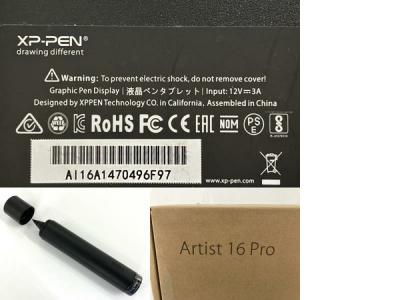 XP-PEN®
drawing different
Warning: To prevent electric shock, do not remove cover!
Graphic Pen Display | 液晶ペンタブレット | Input: 12V⎓3A
Designed by XPPEN Technology CO. in California, Assembled in China
RoHS FC CE EAC NOM PSE
AI16A1470496F97
www.xp-pen.com
Artist 16 Pro